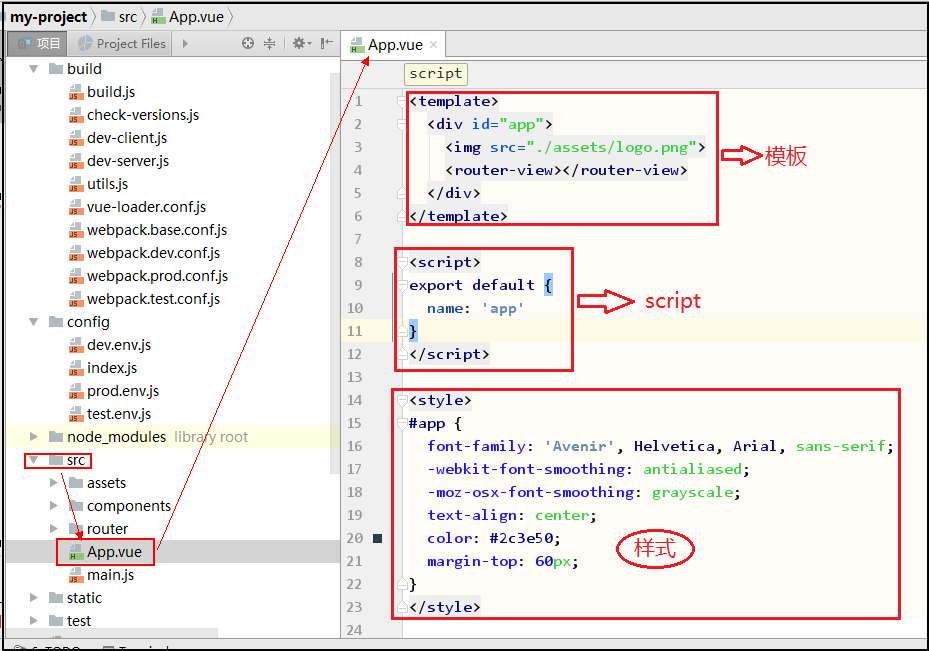 my-project src App.vue
项目 Project Files
App.vue
build
build.js
check-versions.js
dev-client.js
dev-server.js
utils.js
vue-loader.conf.js
webpack.base.conf.js
webpack.dev.conf.js
webpack.prod.conf.js
webpack.test.conf.js
config
dev.env.js
index.js
prod.env.js
test.env.js
node_modules library root
src
assets
components
router
App.vue
main.js
static
test
script
1 <template>
2 <div id="app">
3 <img src="./assets/logo.png">
4 <router-view></router-view>
5 </div>
6 </template>
7
8 <script>
9 export default {
10 name: 'app'
11 }
12 </script>
13
14 <style>
15 #app {
16 font-family: 'Avenir', Helvetica, Arial, sans-serif;
17 -webkit-font-smoothing: antialiased;
18 -moz-osx-font-smoothing: grayscale;
19 text-align: center;
20 color: #2c3e50;
21 margin-top: 60px;
22 }
23 </style>
24
模板
script
样式